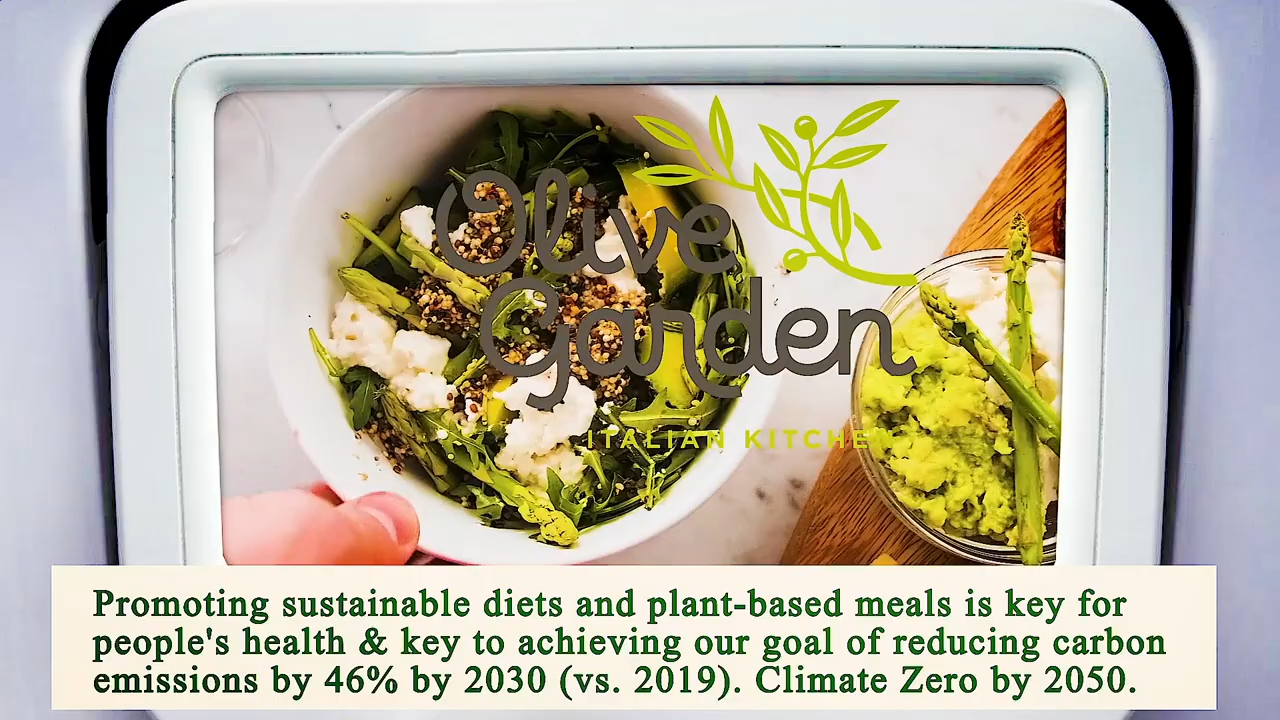 Olive
Garden
ITALIAN KITCHEN
Promoting sustainable diets and plant-based meals is key for
people's health & key to achieving our goal of reducing carbon
emissions by 46% by 2030 (vs. 2019). Climate Zero by 2050.